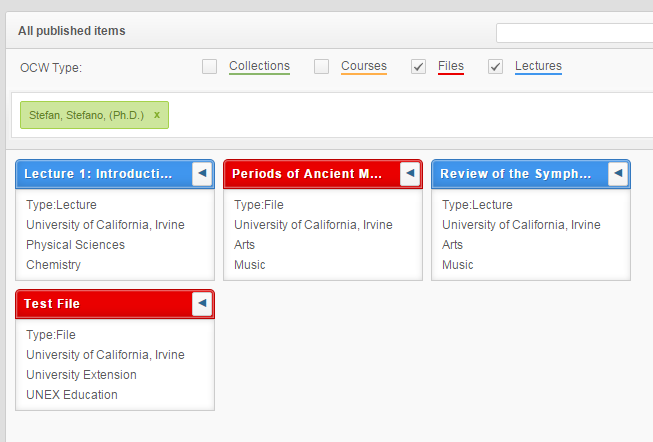 All published items
OCW Type: Collections Courses Files Lectures
Stefan, Stefano, (Ph.D.) x
Lecture 1: Introducti...
Type:Lecture
University of California, Irvine
Physical Sciences
Chemistry
Periods of Ancient M...
Type:File
University of California, Irvine
Arts
Music
Review of the Symph...
Type:Lecture
University of California, Irvine
Arts
Music
Test File
Type:File
University of California, Irvine
University Extension
UNEX Education